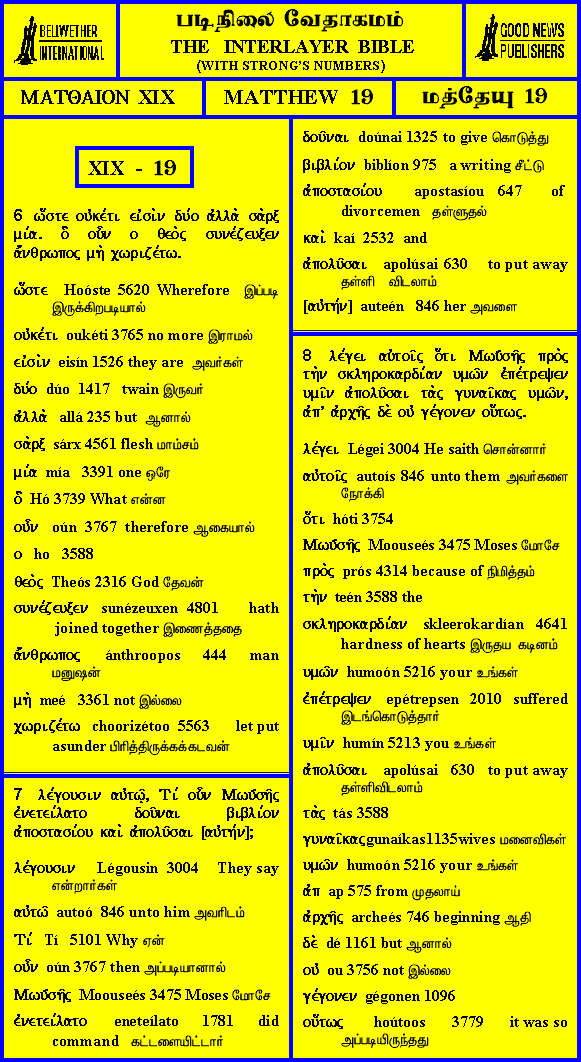 BELLWETHER
INTERNATIONAL
படிநிலை வேதாகமம்
THE INTERLAYER BIBLE
(WITH STRONG'S NUMBERS)
GOOD NEWS
PUBLISHERS
ΜΑΤΘΑΙΟΝ XIX
MATTHEW 19
மத்தேயு 19
XIX - 19
6 ὥστε οὐκέτι εἰσὶν δύο ἀλλὰ σὰρξ
μία. ὃ οὖν ο θεὸς συνέζευξεν
ἄνθρωπος μὴ χωριζέτω.
ὥστε Hoóste 5620 Wherefore இப்படி
இருக்கிறபடியால்
οὐκέτι oukéti 3765 no more இராமல்
εἰσὶν eisín 1526 they are அவர்கள்
δύο dúo 1417 twain இருவர்
ἀλλὰ allá 235 but ஆனால்
σὰρξ sárx 4561 flesh மாம்சம்
μία mía 3391 one ஒரே
ὃ Hó 3739 What என்ன
οὖν oún 3767 therefore ஆகையால்
ο ho 3588
θεὸς Theós 2316 God தேவன்
συνέζευξεν sunézeuxen 4801 hath
joined together இணைத்ததை
ἄνθρωπος ánthroopos 444 man
மனுஷன்
μὴ meé 3361 not இல்லை
χωριζέτω choorizétoo 5563 let put
asunder பிரித்திருக்கக்கடவன்
7 λέγουσιν αὐτῷ, Τί οὖν Μωϋσῆς
ἐνετείλατο δοῦναι βιβλίον
ἀποστασίου καὶ ἀπολῦσαι [αὐτήν];
λέγουσιν Légousin 3004 They say
என்றார்கள்
αὐτῶ autoó 846 unto him அவரிடம்
Τί Tí 5101 Why ஏன்
οὖν oún 3767 then அப்படியானால்
Μωϋσῆς Moouseés 3475 Moses மோசே
ἐνετείλατο eneteílato 1781 did
command கட்டளையிட்டார்
δοῦναι doúnai 1325 to give கொடுத்து
βιβλίον biblíon 975 a writing சீட்டு
ἀποστασίου apostasíou 647 of
divorcemen தள்ளுதல்
καὶ kaí 2532 and
ἀπολῦσαι apolúsai 630 to put away
தள்ளி விடலாம்
[αὐτήν] auteén 846 her அவளை
8 λέγει αὐτοῖς ὅτι Μωϋσῆς πρὸς
τὴν σκληροκαρδίαν υμῶν ἐπέτρεψεν
υμῖν ἀπολῦσαι τὰς γυναῖκας υμῶν,
ἀπ' ἀρχῆς δὲ οὐ γέγονεν οὕτως.
λέγει Légei 3004 He saith சொன்னார்
αὐτοῖς autoís 846 unto them அவர்களை
நோக்கி
ὅτι hóti 3754
Μωϋσῆς Moouseés 3475 Moses மோசே
πρὸς prós 4314 because of நிமித்தம்
τὴν teén 3588 the
σκληροκαρδίαν skleerokardían 4641
hardness of hearts இருதய கடினம்
υμῶν humoón 5216 your உங்கள்
ἐπέτρεψεν epétrepsen 2010 suffered
இடங்கொடுத்தார்
υμῖν humín 5213 you உங்கள்
ἀπολῦσαι apolúsai 630 to put away
தள்ளிவிடலாம்
τὰς tás 3588
γυναῖκας gunaíkas 1135 wives மனைவிகள்
υμῶν humoón 5216 your உங்கள்
ἀπ ap 575 from முதலாய்
ἀρχῆς archeés 746 beginning ஆதி
δὲ dé 1161 but ஆனால்
οὐ ou 3756 not இல்லை
γέγονεν gégonen 1096
οὕτως hoútoos 3779 it was so
அப்படியிருந்தது